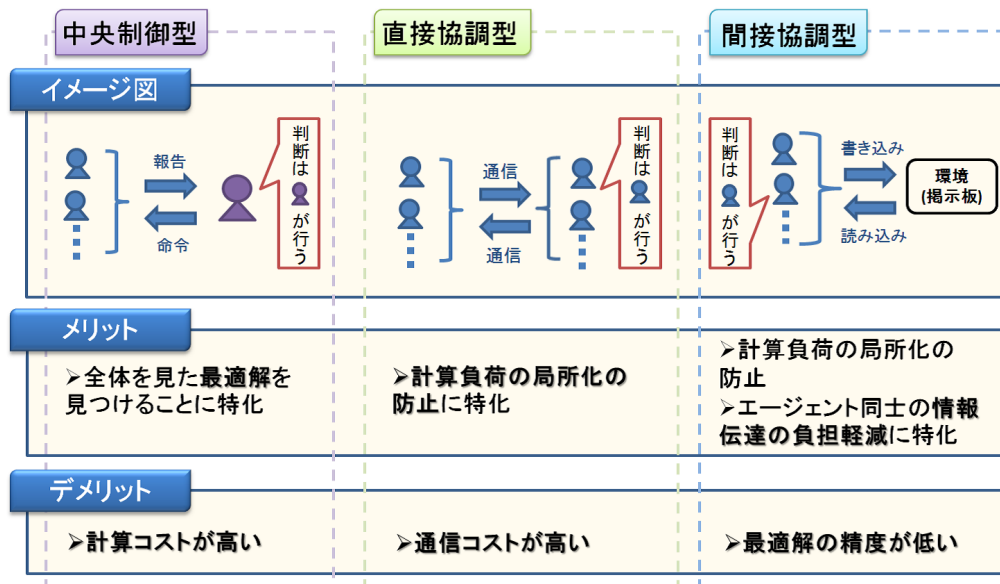 中央制御型
直接協調型
間接協調型
イメージ図
報告
命令
判断は
が行う
通信
通信
判断は
が行う
判断は
が行う
書き込み
読み込み
環境
(掲示板)
メリット
➢全体を見た最適解を
見つけることに特化
➢計算負荷の局所化の
防止に特化
➢計算負荷の局所化の
防止
➢エージェント同士の情報
伝達の負担軽減に特化
デメリット
➢計算コストが高い
➢通信コストが高い
➢最適解の精度が低い